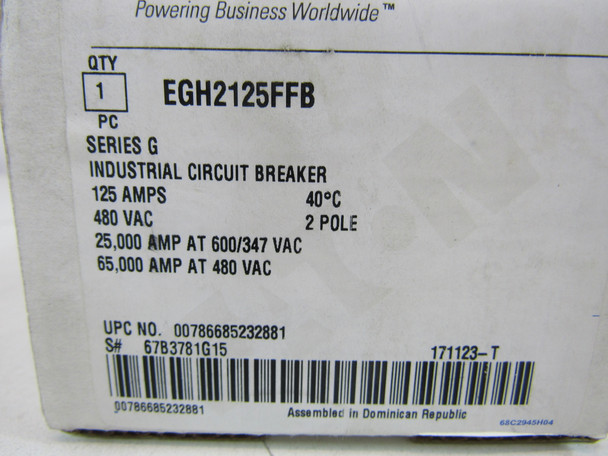 Powering Business Worldwide™
QTY
1
EGH2125FFB
PC
SERIES G
INDUSTRIAL CIRCUIT BREAKER
125 AMPS 40°C
480 VAC 2 POLE
25,000 AMP AT 600/347 VAC
65,000 AMP AT 480 VAC
UPC NO. 00786685232881
S# 67B3781G15 171123-T
00786685232881 Assembled in Dominican Republic
68C2945H04